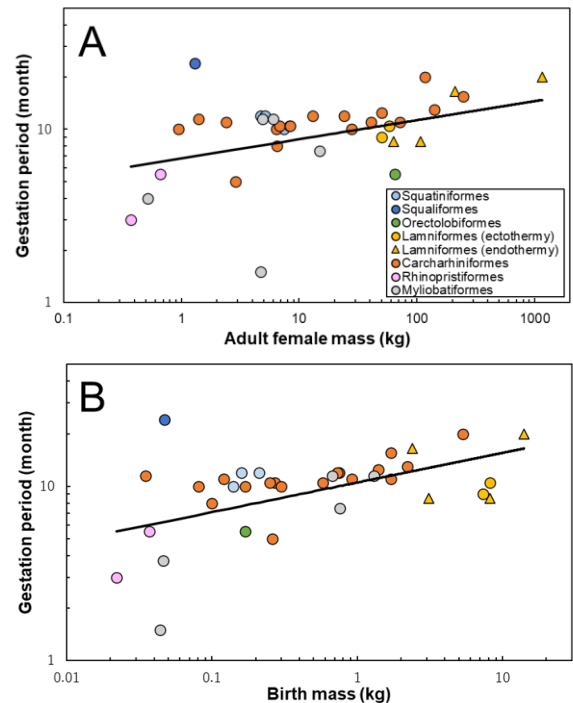 A
Gestation period (month)
10
1
Squatiniformes
Squaliformes
Orectolobiformes
Lamniformes (ectothermy)
Lamniformes (endothermy)
Carcharhiniformes
Rhinopristiformes
Myliobatiformes
0.1 1 10 100 1000
Adult female mass (kg)
B
Gestation period (month)
10
1
0.01 0.1 1 10
Birth mass (kg)